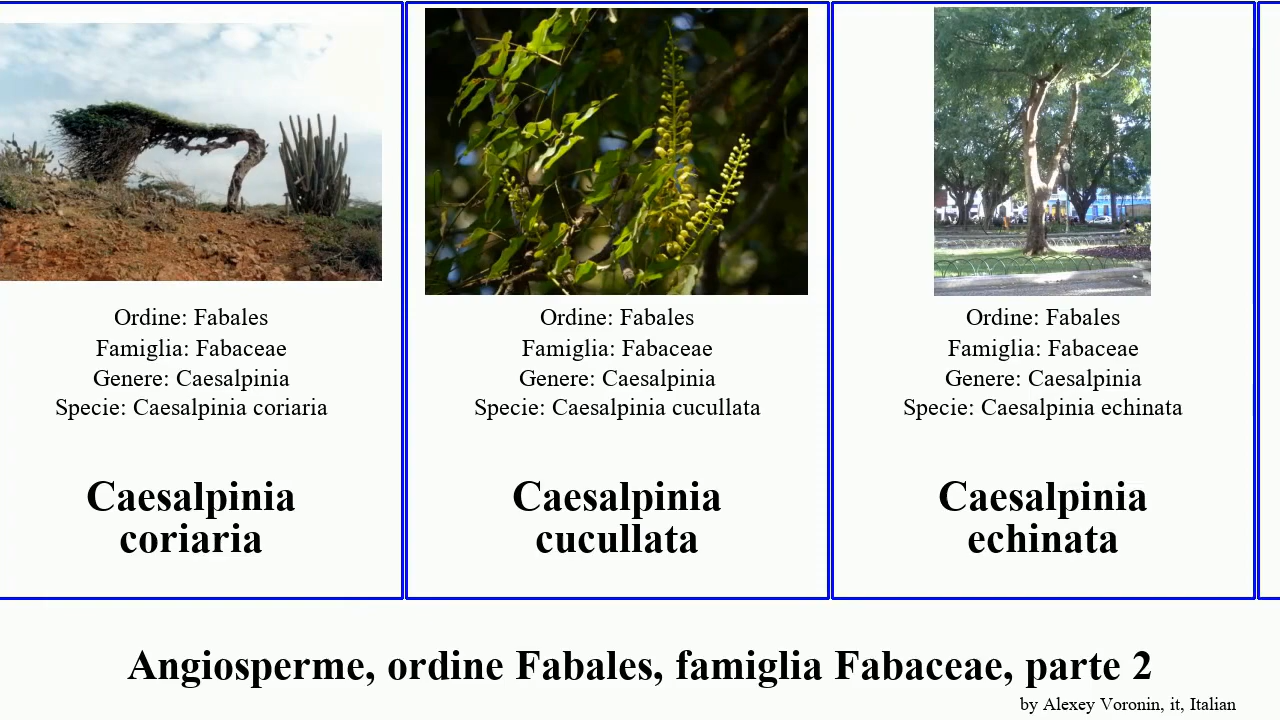 Ordine: Fabales
Famiglia: Fabaceae
Genere: Caesalpinia
Specie: Caesalpinia coriaria
Caesalpinia
coriaria
Ordine: Fabales
Famiglia: Fabaceae
Genere: Caesalpinia
Specie: Caesalpinia cucullata
Caesalpinia
cucullata
Ordine: Fabales
Famiglia: Fabaceae
Genere: Caesalpinia
Specie: Caesalpinia echinata
Caesalpinia
echinata
Angiosperme, ordine Fabales, famiglia Fabaceae, parte 2
by Alexey Voronin, it, Italian